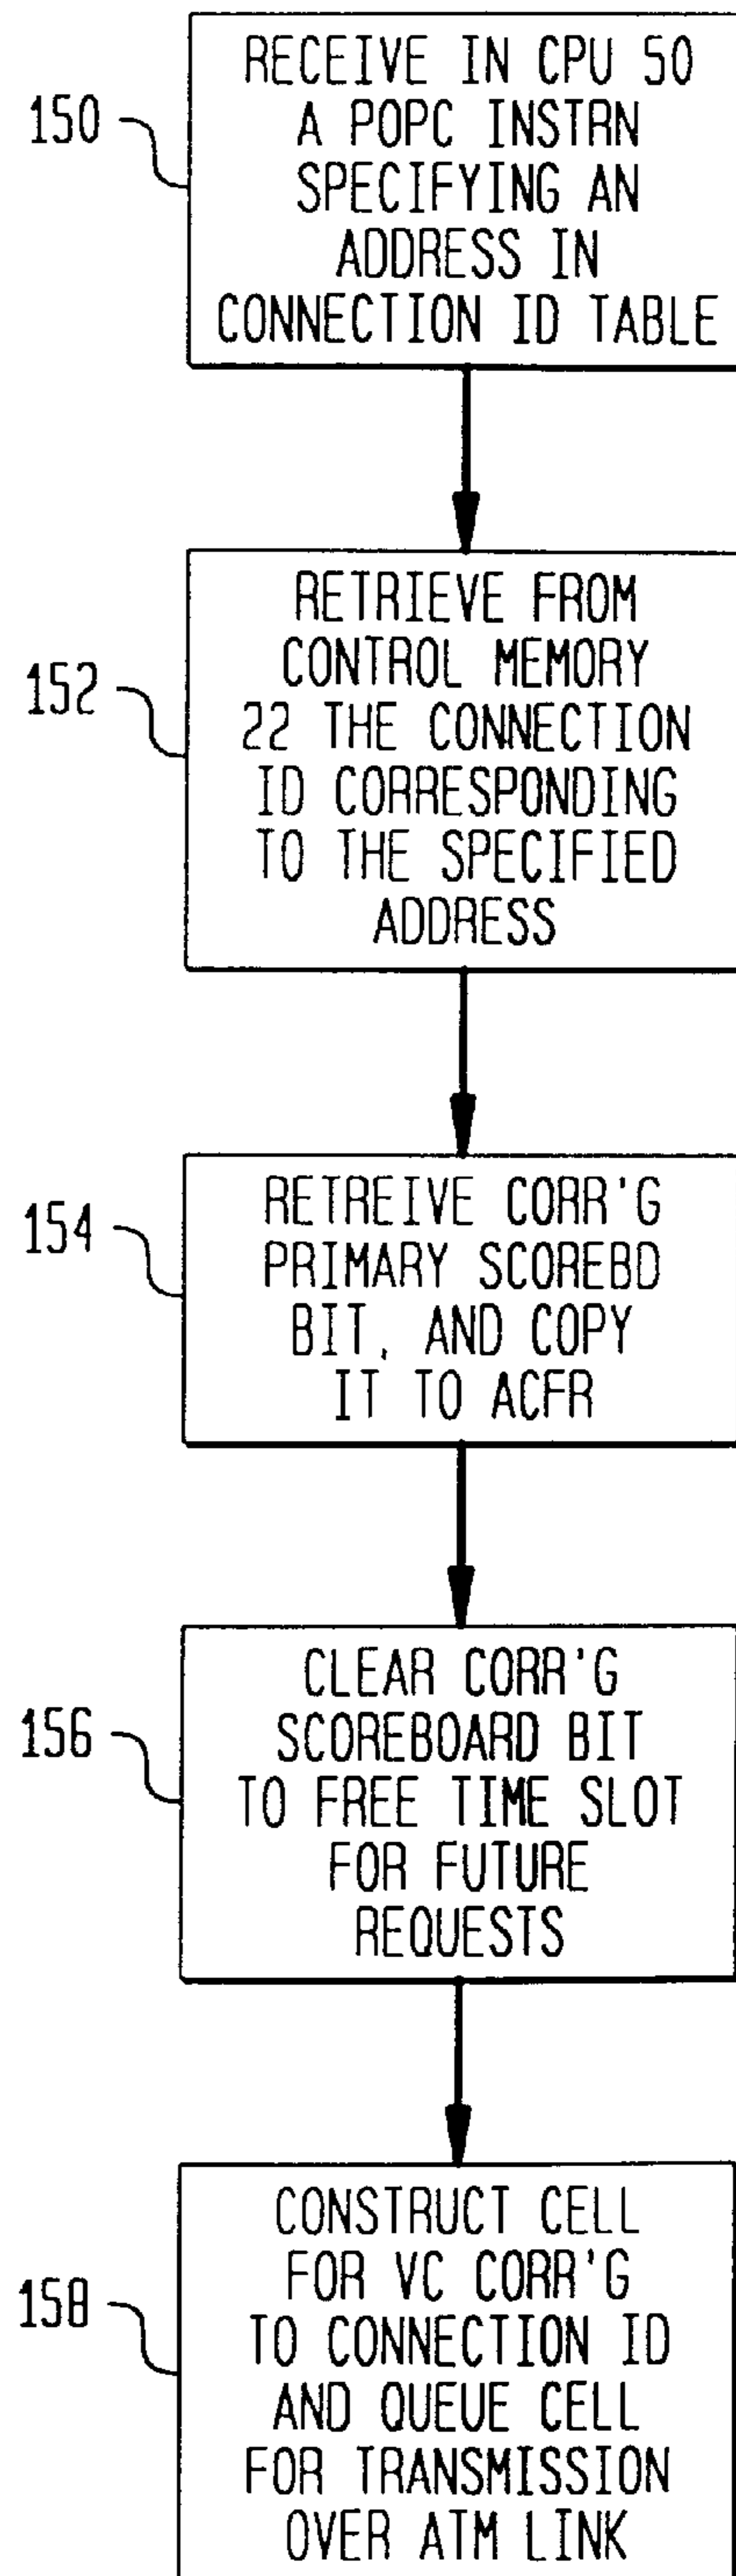 150
RECEIVE IN CPU 50
A POPC INSTRN
SPECIFYING AN
ADDRESS IN
CONNECTION ID TABLE
152
RETRIEVE FROM
CONTROL MEMORY
22 THE CONNECTION
ID CORRESPONDING
TO THE SPECIFIED
ADDRESS
154
RETREIVE CORR'G
PRIMARY SCOREBD
BIT, AND COPY
IT TO ACFR
156
CLEAR CORR'G
SCOREBOARD BIT
TO FREE TIME SLOT
FOR FUTURE
REQUESTS
158
CONSTRUCT CELL
FOR VC CORR'G
TO CONNECTION ID
AND QUEUE CELL
FOR TRANSMISSION
OVER ATM LINK